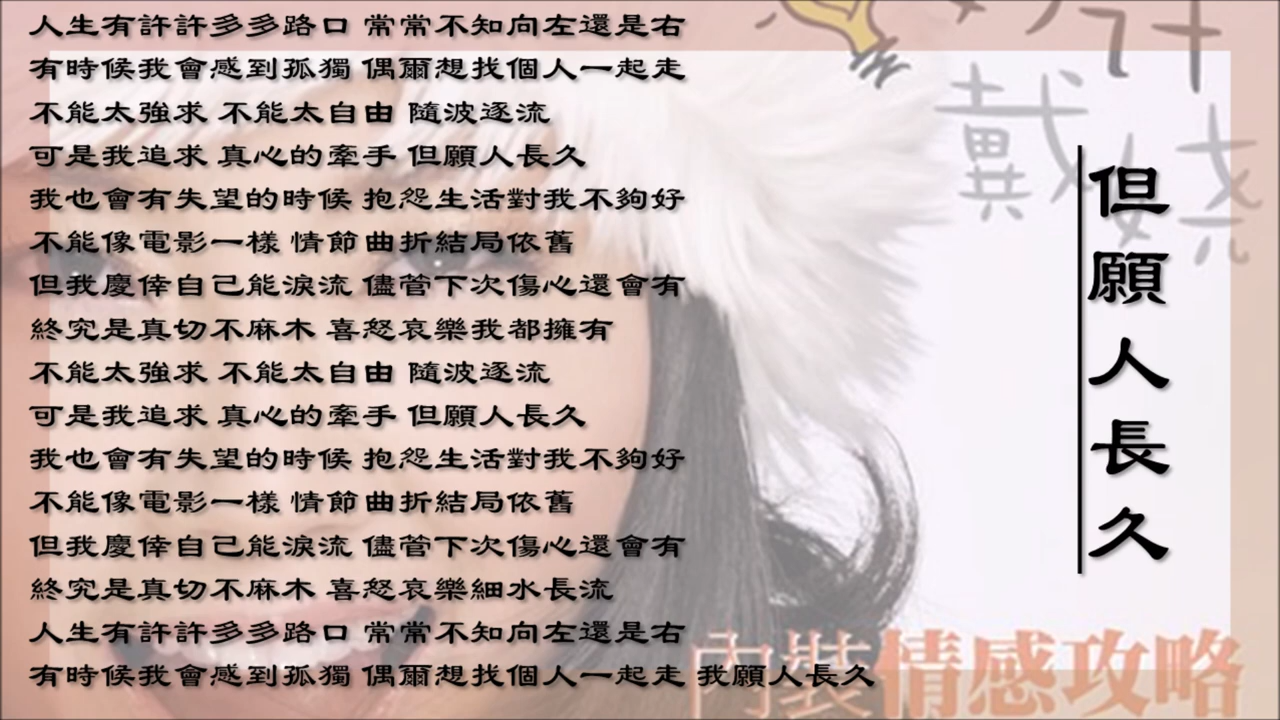 人生有許許多多路口 常常不知向左還是右
有時候我會感到孤獨 偶爾想找個人一起走
不能太強求 不能太自由 隨波逐流
可是我追求 真心的牽手 但願人長久
我也會有失望的時候 抱怨生活對我不夠好
不能像電影一樣 情節曲折結局依舊
但我慶倖自己能淚流 儘管下次傷心還會有
終究是真切不麻木 喜怒哀樂我都擁有
不能太強求 不能太自由 隨波逐流
可是我追求 真心的牽手 但願人長久
我也會有失望的時候 抱怨生活對我不夠好
不能像電影一樣 情節曲折結局依舊
但我慶倖自己能淚流 儘管下次傷心還會有
終究是真切不麻木 喜怒哀樂細水長流
人生有許許多多路口 常常不知向左還是右
有時候我會感到孤獨 偶爾想找個人一起走 我願人長久
但願人長久
戴嬈
內裝情感攻略